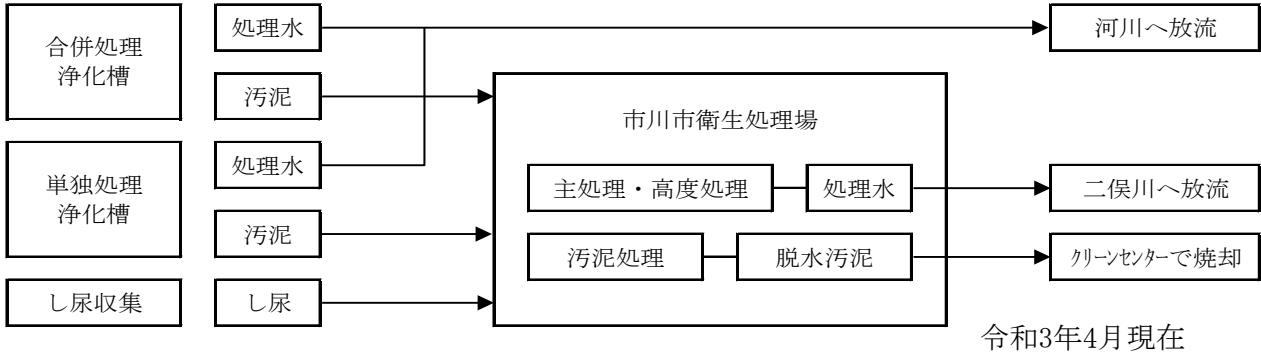 合併処理
浄化槽
処理水
河川へ放流
汚泥
市川市衛生処理場
単独処理
浄化槽
処理水
主処理・高度処理
処理水
二俣川へ放流
汚泥
汚泥処理
脱水汚泥
ｸﾘｰﾝｾﾝﾀｰで焼却
し尿収集
し尿
令和3年4月現在